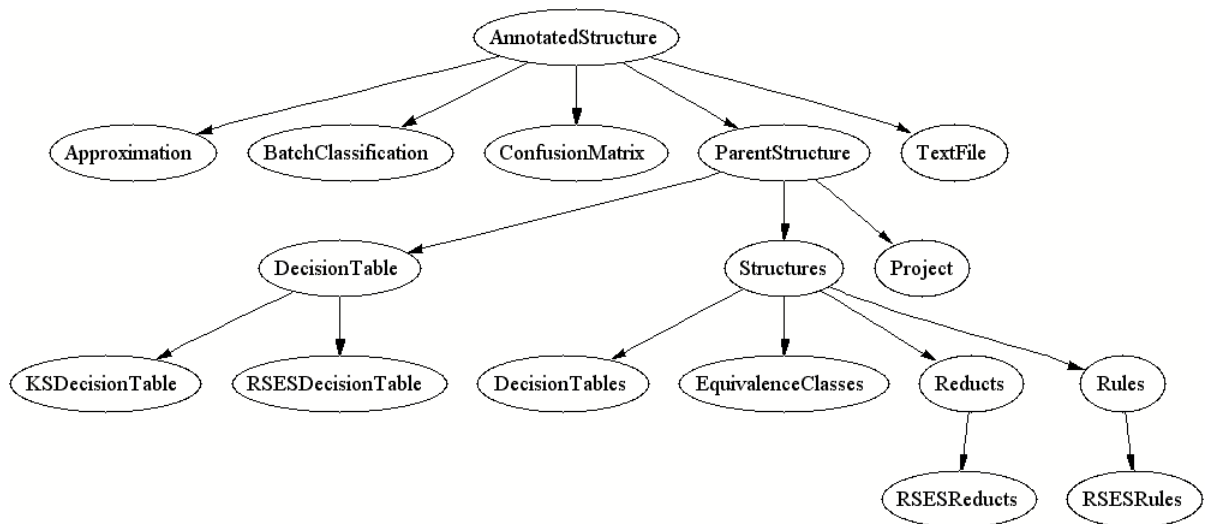 AnnotatedStructure
Approximation
BatchClassification
ConfusionMatrix
ParentStructure
TextFile
DecisionTable
Structures
Project
KSDecisionTable
RSESDecisionTable
DecisionTables
EquivalenceClasses
Reducts
Rules
RSESReducts
RSESRules